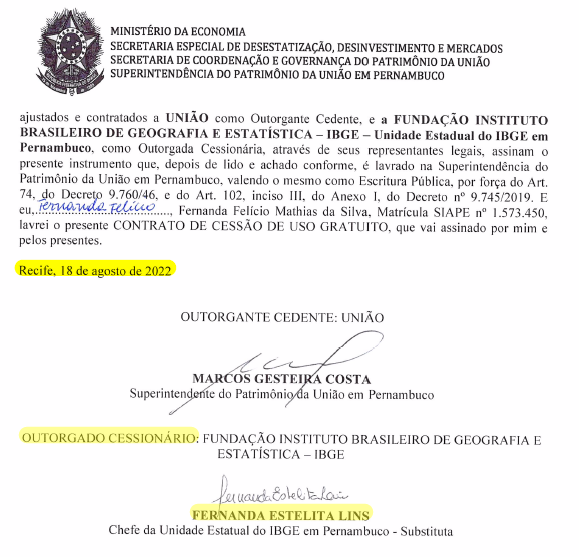 MINISTÉRIO DA ECONOMIA
SECRETARIA ESPECIAL DE DESESTATIZAÇÃO, DESINVESTIMENTO E MERCADOS
SECRETARIA DE COORDENAÇÃO E GOVERNANÇA DO PATRIMÔNIO DA UNIÃO
SUPERINTENDÊNCIA DO PATRIMÔNIO DA UNIÃO EM PERNAMBUCO
ajustados e contratados a UNIÃO como Outorgante Cedente, e a FUNDAÇÃO INSTITUTO
BRASILEIRO DE GEOGRAFIA E ESTATÍSTICA – IBGE – Unidade Estadual do IBGE em
Pernambuco, como Outorgada Cessionária, através de seus representantes legais, assinam o
presente instrumento que, depois de lido e achado conforme, é lavrado na Superintendência do
Patrimônio da União em Pernambuco, valendo o mesmo como Escritura Pública, por força do Art.
74, do Decreto 9.760/46, e do Art. 102, inciso III, do Anexo I, do Decreto nº 9.745/2019. E
eu, Fernanda Felício ..............., Fernanda Felício Mathias da Silva, Matrícula SIAPE nº 1.573.450,
lavrei o presente CONTRATO DE CESSÃO DE USO GRATUITO, que vai assinado por mim e
pelos presentes.
Recife, 18 de agosto de 2022
OUTORGANTE CEDENTE: UNIÃO
MARCOS GESTEIRA COSTA
Superintendente do Patrimônio da União em Pernambuco
OUTORGADO CESSIONÁRIO: FUNDAÇÃO INSTITUTO BRASILEIRO DE GEOGRAFIA E
ESTATÍSTICA – IBGE
Fernanda Estelita Lins
FERNANDA ESTELITA LINS
Chefe da Unidade Estatual do IBGE em Pernambuco - Substituta